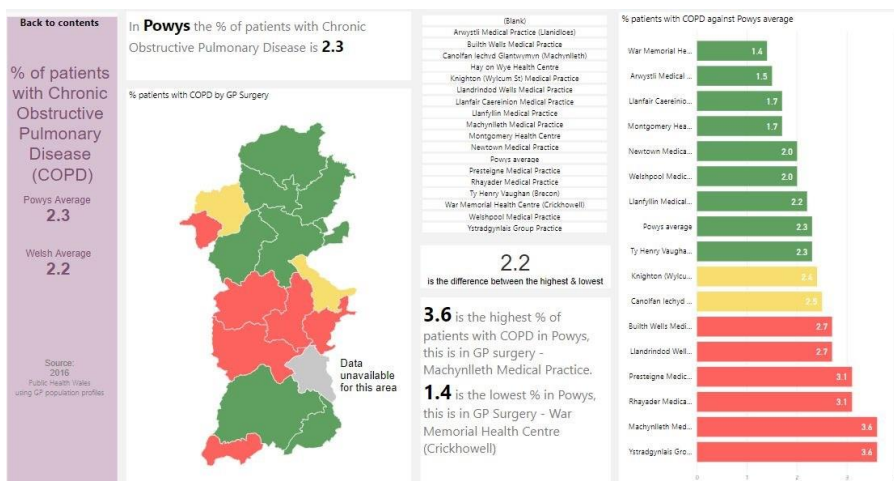 Back to contents
% of patients
with Chronic
Obstructive
Pulmonary
Disease
(COPD)
Powys Average
2.3
Welsh Average
2.2
Source:
2016
Public Health Wales
using GP population profiles
In Powys the % of patients with Chronic
Obstructive Pulmonary Disease is 2.3
% patients with COPD by GP Surgery
Data
unavailable
for this area
(Blank)
Arwystli Medical Practice (Llanidloes)
Builth Wells Medical Practice
Canolfan Iechyd Glantwymyn (Machynlleth)
Hay on Wye Health Centre
Knighton (Wylcum St) Medical Practice
Llandrindod Wells Medical Practice
Llanfair Caereinion Medical Practice
Llanfyllin Medical Practice
Machynlleth Medical Practice
Montgomery Health Centre
Newtown Medical Practice
Powys average
Presteigne Medical Practice
Rhayader Medical Practice
Ty Henry Vaughan (Brecon)
War Memorial Health Centre (Crickhowell)
Welshpool Medical Practice
Ystradgynlais Group Practice
2.2
is the difference between the highest & lowest
3.6 is the highest % of
patients with COPD in Powys,
this is in GP surgery -
Machynlleth Medical Practice.
1.4 is the lowest % in Powys,
this is in GP Surgery - War
Memorial Health Centre
(Crickhowell)
% patients with COPD against Powys average
War Memorial He... 1.4
Arwystli Medical ... 1.5
Llanfair Caereinio... 1.7
Montgomery Hea... 1.7
Newtown Medica... 2.0
Welshpool Medic... 2.0
Llanfyllin Medical... 2.2
Powys average 2.3
Ty Henry Vaugha... 2.3
Knighton (Wylcu... 2.4
Canolfan Iechyd ... 2.5
Builth Wells Medi... 2.7
Llandrindod Well... 2.7
Presteigne Medic... 3.1
Rhayader Medica... 3.1
Machynlleth Med... 3.6
Ystradgynlais Gro... 3.6
0 1 2 3